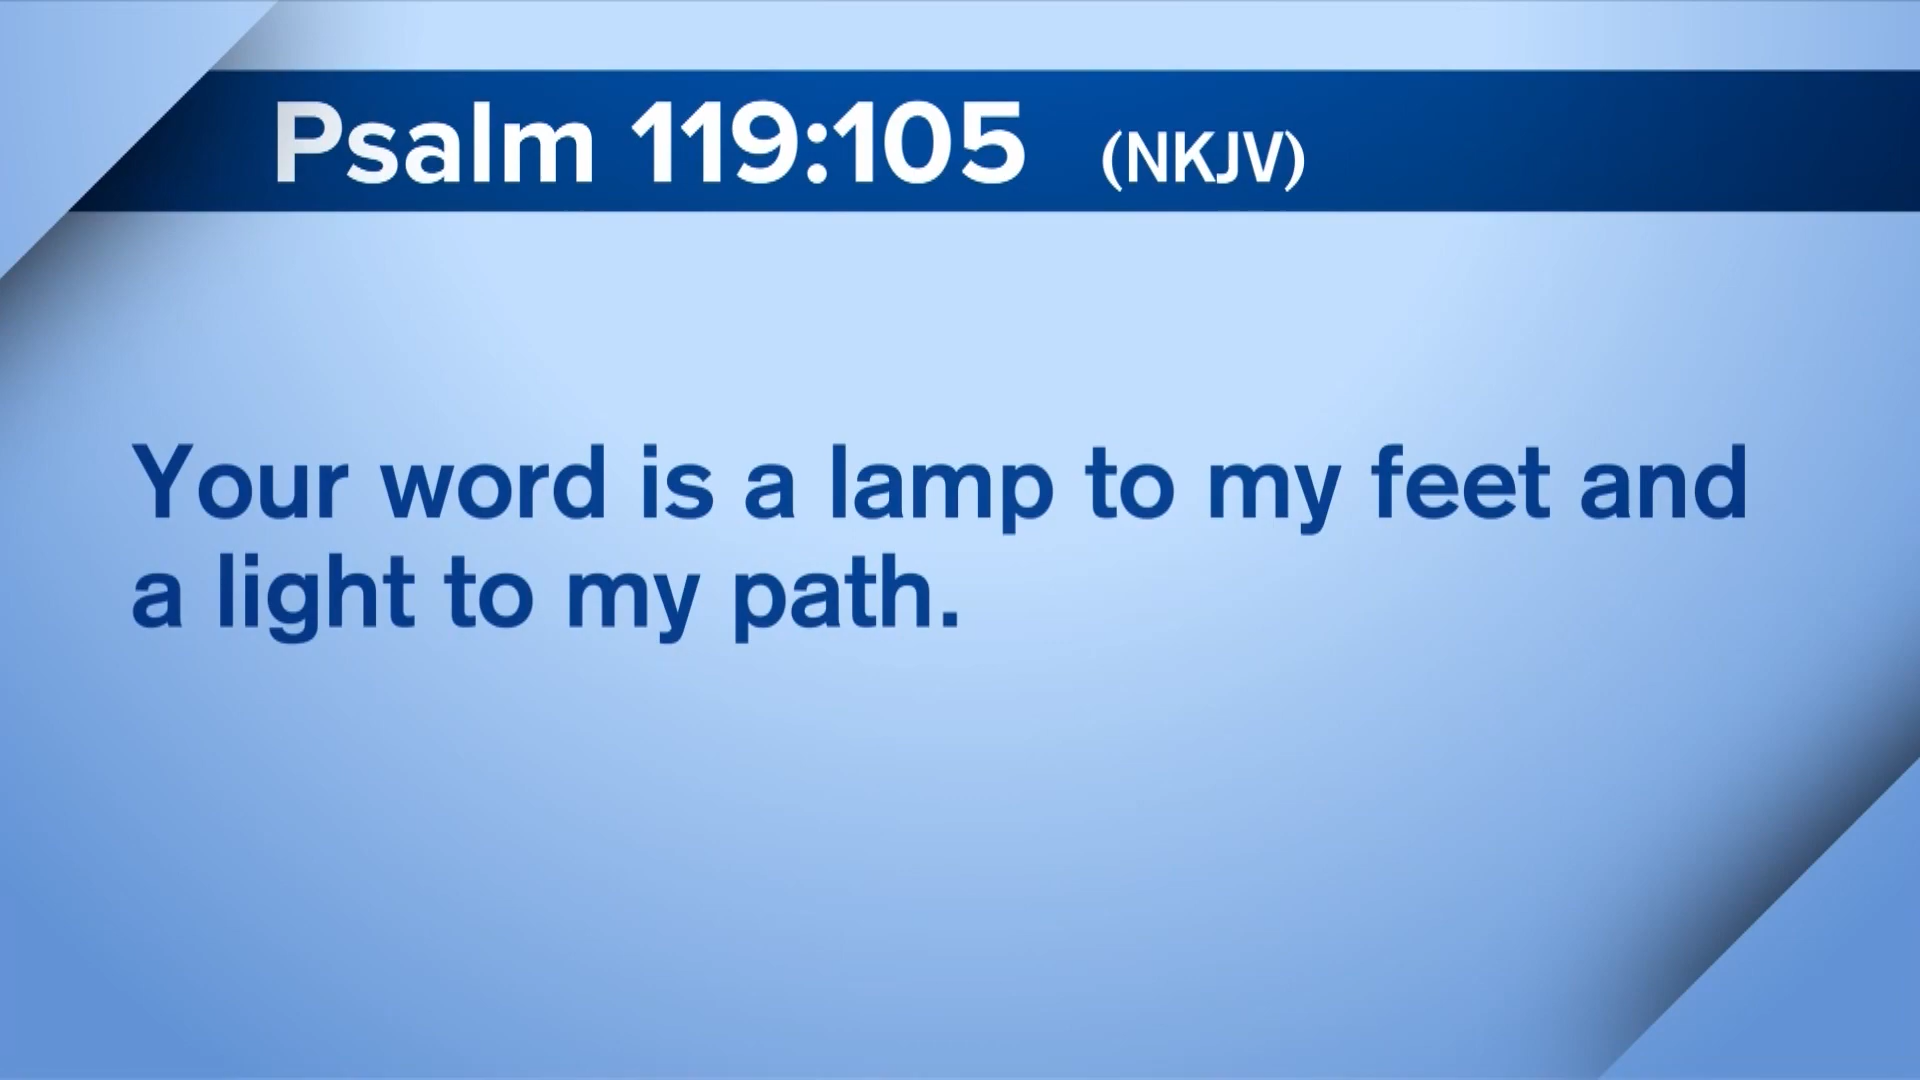 Psalm 119:105 (NKJV)
Your word is a lamp to my feet and
a light to my path.